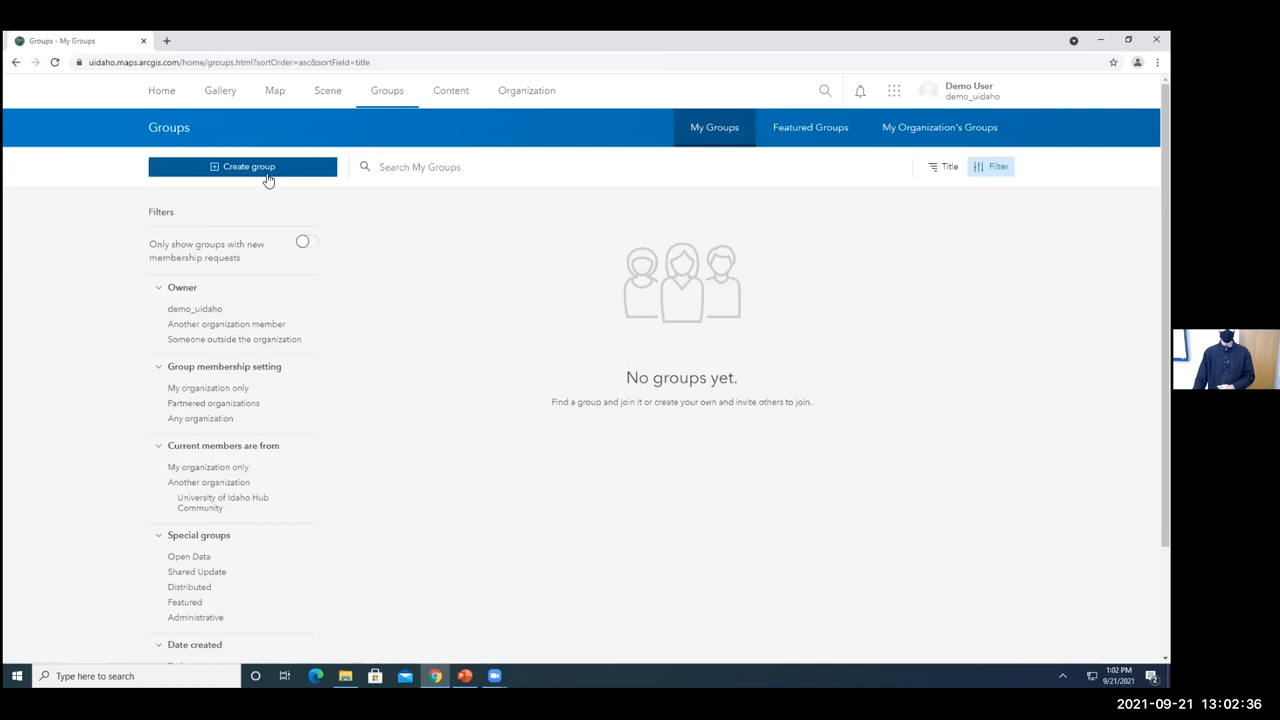 Groups - My Groups
uidaho.maps.arcgis.com/home/groups.html?sortOrder=asc&sortField=title
Home Gallery Map Scene Groups Content Organization
Demo User
demo_uidaho
Groups
My Groups Featured Groups My Organization's Groups
Create group
Search My Groups
Title
Filter
Filters
Only show groups with new
membership requests
Owner
demo_uidaho
Another organization member
Someone outside the organization
Group membership setting
My organization only
Partnered organizations
Any organization
Current members are from
My organization only
Another organization
University of Idaho Hub
Community
Special groups
Open Data
Shared Update
Distributed
Featured
Administrative
Date created
No groups yet.
Find a group and join it or create your own and invite others to join.
Type here to search
1:02 PM
9/21/2021
2
2021-09-21 13:02:36